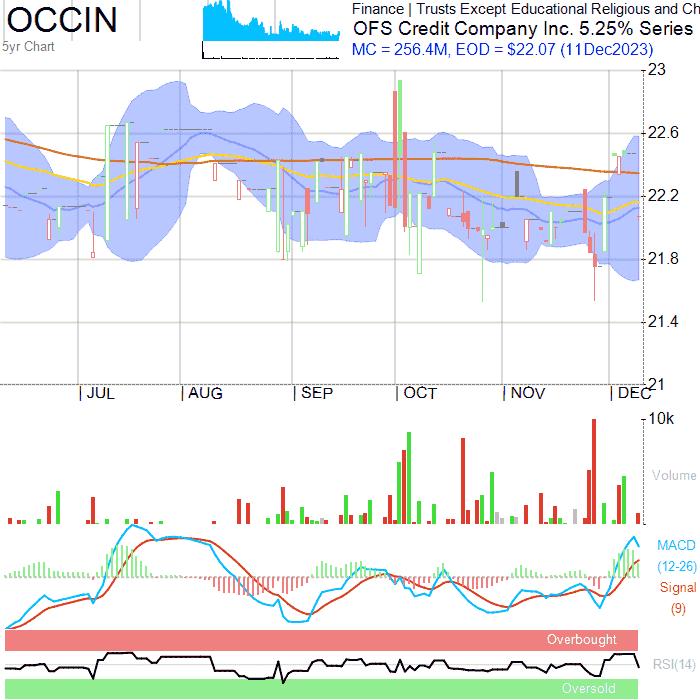 OCCIN
5yr Chart
Finance | Trusts Except Educational Religious and Ch
OFS Credit Company Inc. 5.25% Series
MC = 256.4M, EOD = $22.07 (11Dec2023)
23
22.6
22.2
21.8
21.4
21
| JUL
| AUG
| SEP
| OCT
| NOV
| DEC
10k
Volume
MACD
(12-26)
Signal
(9)
Overbought
RSI(14)
Oversold